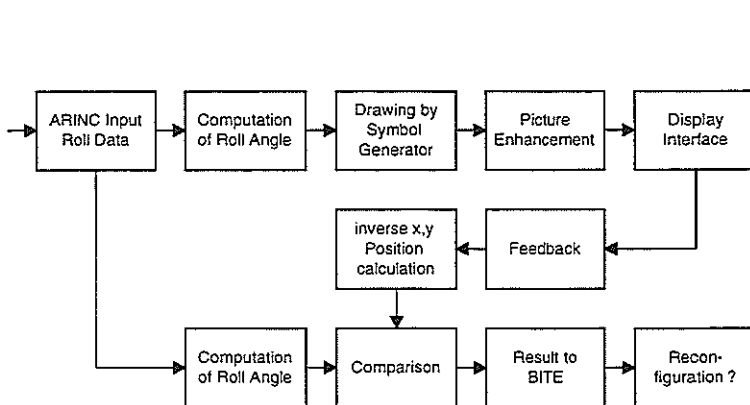 ARINC Input
Roll Data
Computation
of Roll Angle
Drawing by
Symbol
Generator
Picture
Enhancement
Display
Interface
inverse x,y
Position
calculation
Feedback
Computation
of Roll Angle
Comparison
Result to
BITE
Recon-
figuration ?